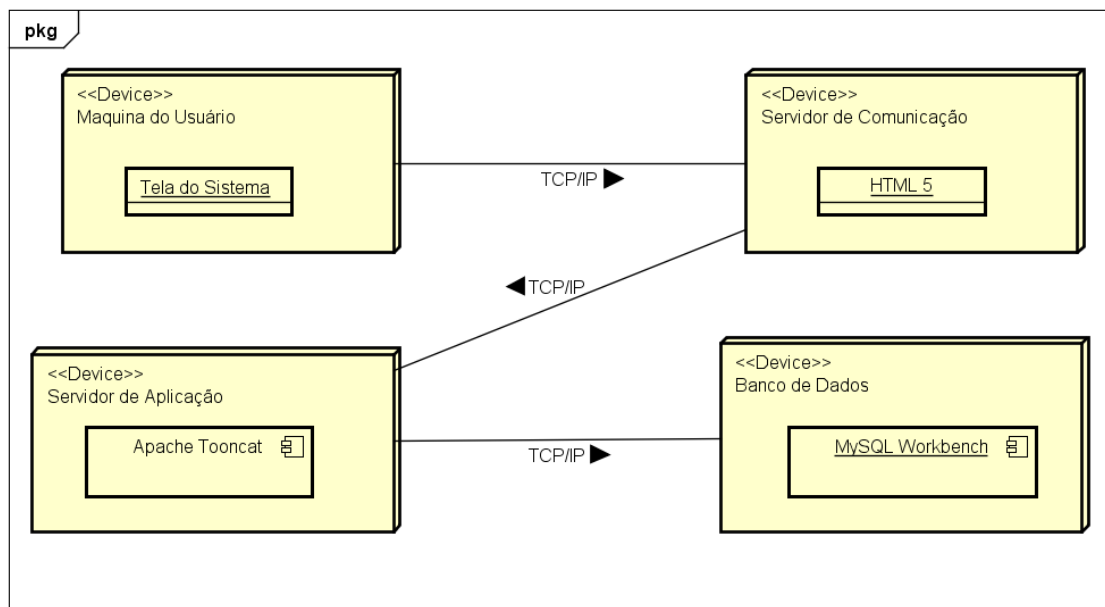 pkg
<<Device>>
Maquina do Usuário
Tela do Sistema
TCP/IP
<<Device>>
Servidor de Comunicação
HTML 5
TCP/IP
<<Device>>
Servidor de Aplicação
Apache Tooncat
TCP/IP
<<Device>>
Banco de Dados
MySQL Workbench